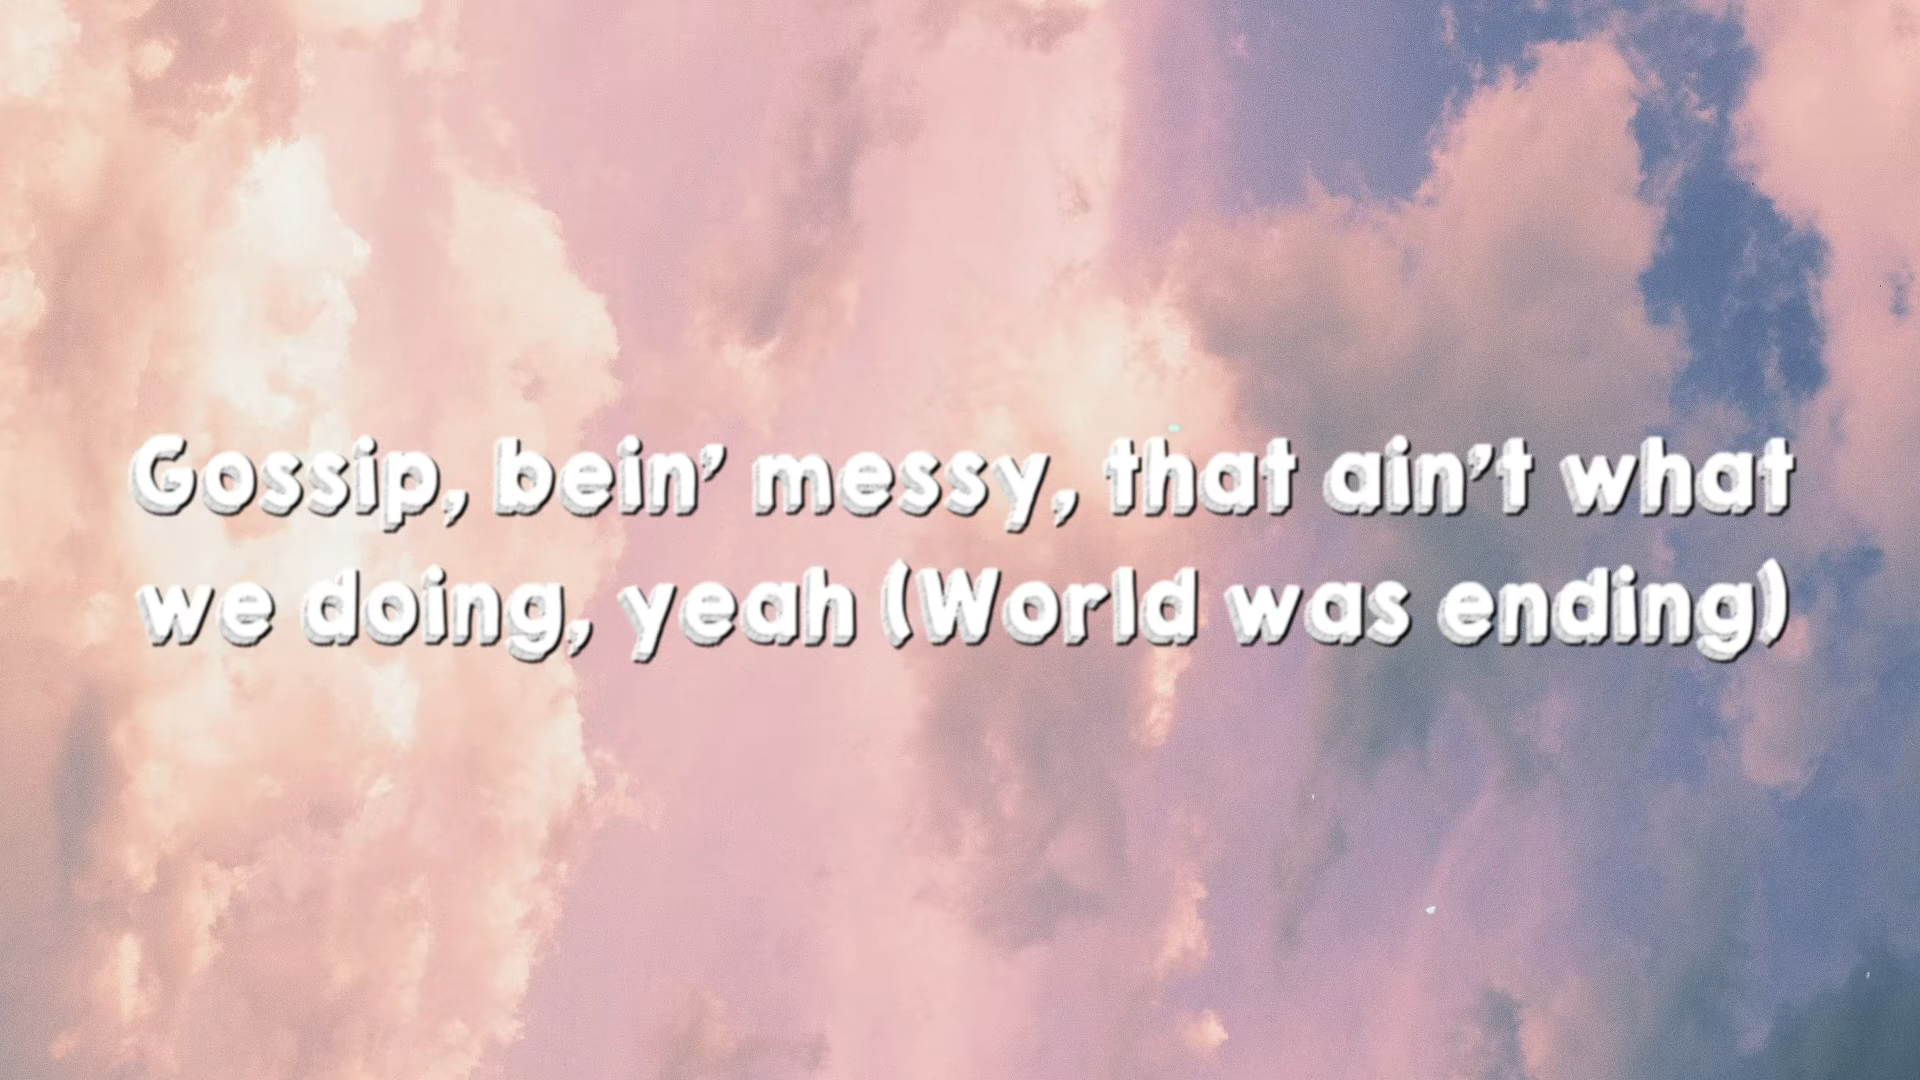 Gossip, bein’ messy, that ain’t what
we doing, yeah (World was ending)